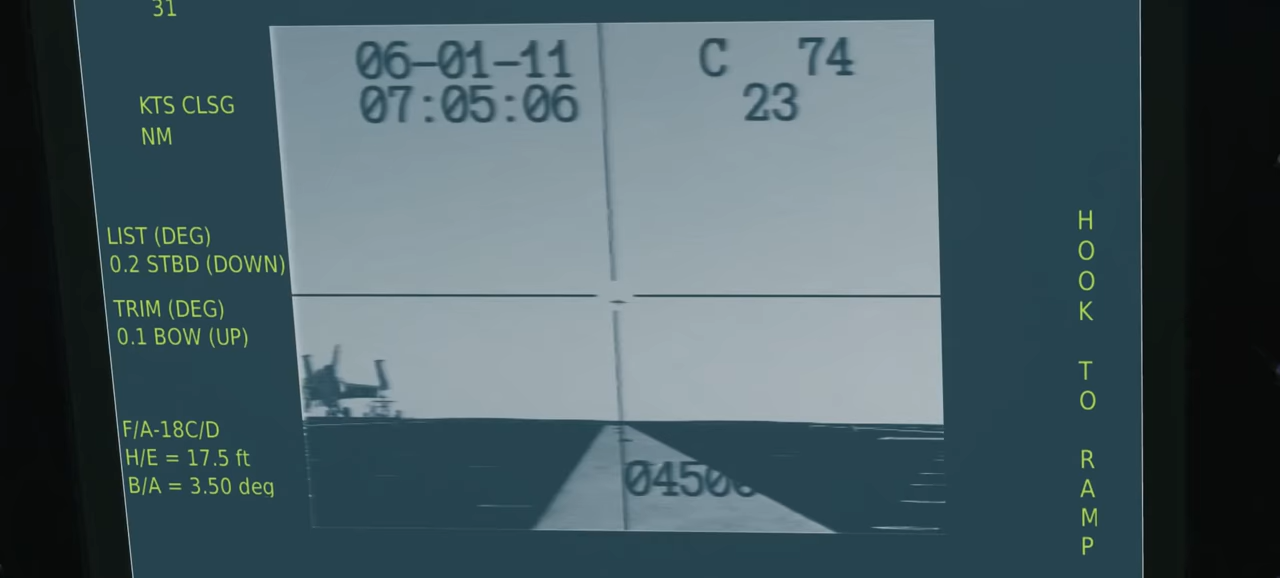 31
06-01-11
C 74
07:05:06
23
KTS CLSG
NM
LIST (DEG)
0.2 STBD (DOWN)
TRIM (DEG)
0.1 BOW (UP)
F/A-18C/D
H/E = 17.5 ft
B/A = 3.50 deg
HOOK TO RAMP